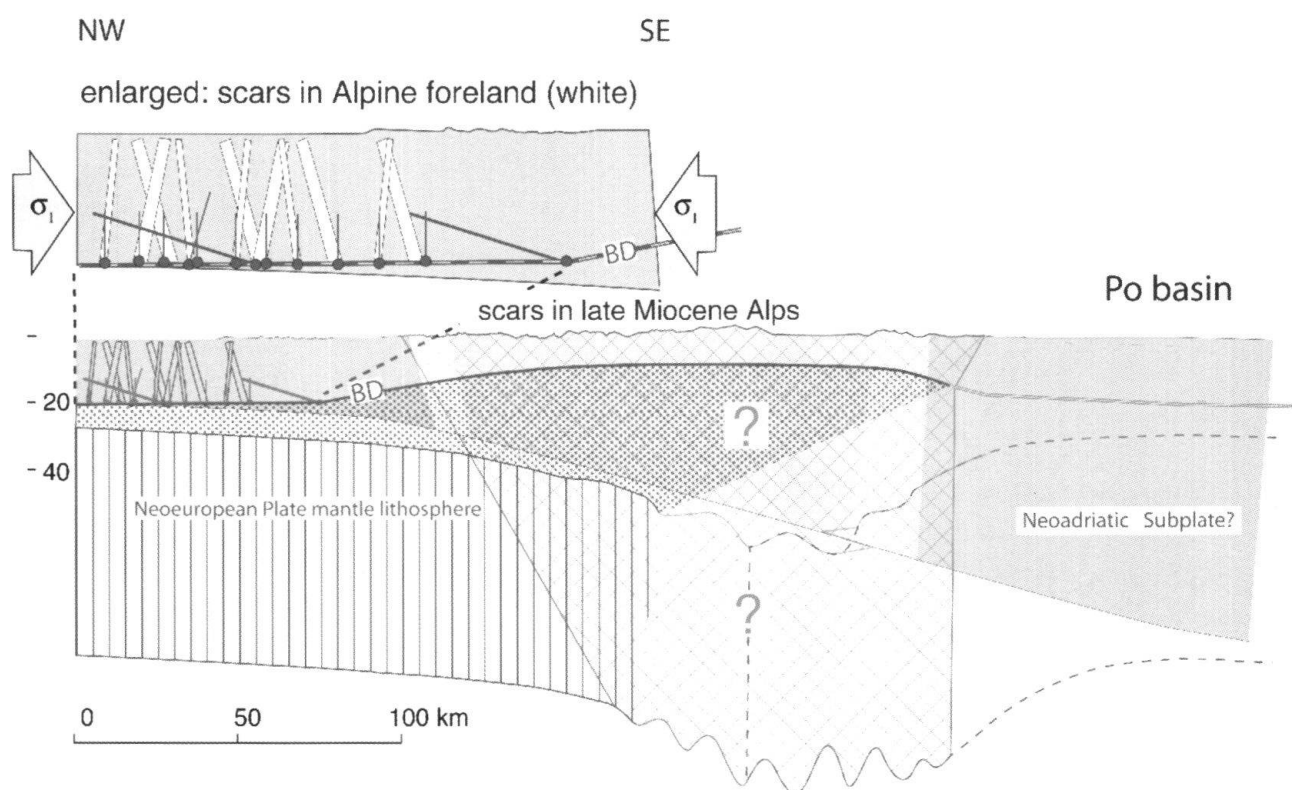 NW SE
enlarged: scars in Alpine foreland (white)
σ₁ σ₁
BD
Po basin
scars in late Miocene Alps
BD
- 20
?
- 40
Neoeuropean Plate mantle lithosphere
Neoadriatic Subplate?
?
0 50 100 km